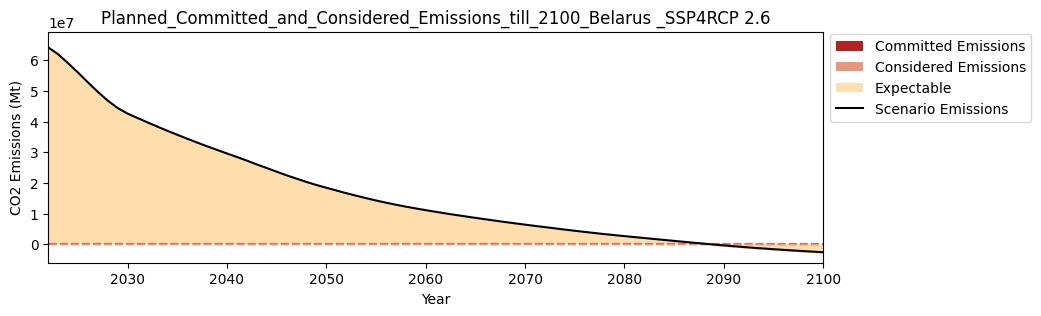 Planned_Committed_and_Considered_Emissions_till_2100_Belarus _SSP4RCP 2.6
1e7
6
5
4
3
2
1
0
CO2 Emissions (Mt)
2030 2040 2050 2060 2070 2080 2090 2100
Year
Committed Emissions
Considered Emissions
Expectable
Scenario Emissions